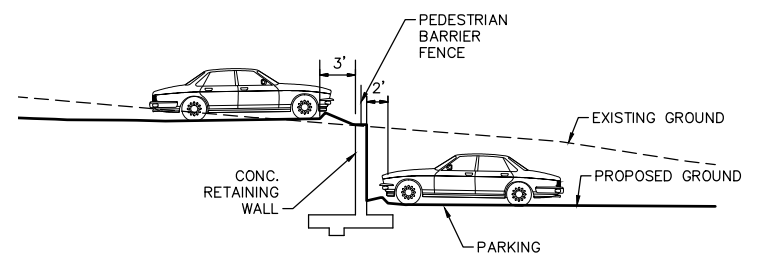 PEDESTRIAN
BARRIER
FENCE
3'
2'
EXISTING GROUND
CONC.
RETAINING
WALL
PROPOSED GROUND
PARKING